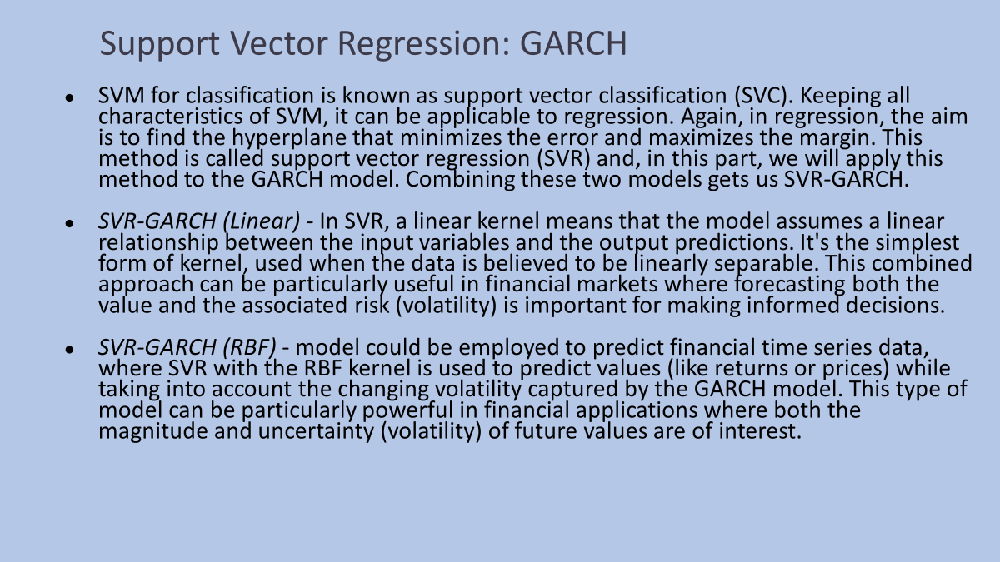 Support Vector Regression: GARCH
• SVM for classification is known as support vector classification (SVC). Keeping all
characteristics of SVM, it can be applicable to regression. Again, in regression, the aim
is to find the hyperplane that minimizes the error and maximizes the margin. This
method is called support vector regression (SVR) and, in this part, we will apply this
method to the GARCH model. Combining these two models gets us SVR-GARCH.
• SVR-GARCH (Linear) - In SVR, a linear kernel means that the model assumes a linear
relationship between the input variables and the output predictions. It's the simplest
form of kernel, used when the data is believed to be linearly separable. This combined
approach can be particularly useful in financial markets where forecasting both the
value and the associated risk (volatility) is important for making informed decisions.
• SVR-GARCH (RBF) - model could be employed to predict financial time series data,
where SVR with the RBF kernel is used to predict values (like returns or prices) while
taking into account the changing volatility captured by the GARCH model. This type of
model can be particularly powerful in financial applications where both the
magnitude and uncertainty (volatility) of future values are of interest.